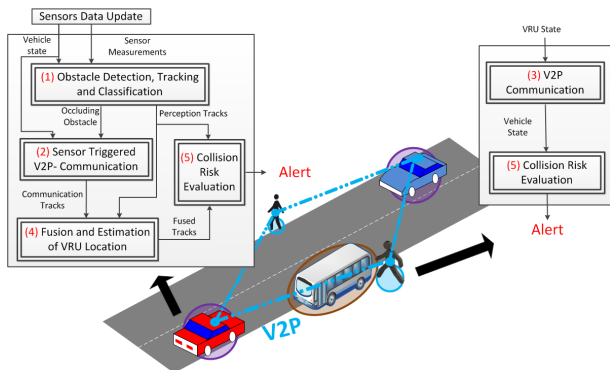 Sensors Data Update
Vehicle
state
Sensor
Measurements
(1) Obstacle Detection, Tracking
and Classification
Occluding
Obstacle
Perception Tracks
(2) Sensor Triggered
V2P- Communication
(5) Collision
Risk
Evaluation
Alert
Communication
Tracks
(4) Fusion and Estimation
of VRU Location
Fused
Tracks
V2P
VRU State
(3) V2P
Communication
Vehicle
State
(5) Collision Risk
Evaluation
Alert